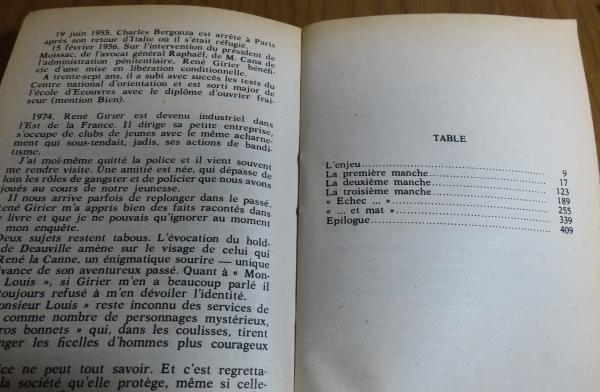 19 juin 1955. Charles Bergonza est arrêté à Paris
après son retour d'Italie où il s'était réfugié.
15 février 1956. Sur l'intervention du président de
Moissac, de l'avocat général Raphaël, de M. Cana de
l'administration pénitentiaire, René Girier bénéfi-
cie d'une mise en libération conditionnelle.
A trente-sept ans, il a subi avec succès les tests du
Centre national d'orientation et est sorti major de
l'école d'Ecouvres avec le diplôme d'ouvrier frai-
seur (mention Bien).
1974. René Girier est devenu industriel dans
l'Est de la France. Il dirige sa petite entreprise,
s'occupe de clubs de jeunes avec le même acharne-
ment qui sous-tendait, jadis, ses actions de bandi-
tisme.
J'ai moi-même quitté la police et il vient souvent
me rendre visite. Une amitié est née, qui dépasse de
loin les rôles de gangster et de policier que nous avons
joués au cours de notre jeunesse.
Il nous arrive parfois de replonger dans le passé.
René Girier m'a appris bien des faits racontés dans
e livre et que je ne pouvais qu'ignorer au moment
mon enquête.
Deux sujets restent tabous. L'évocation du hold-
de Deauville amène sur le visage de celui qui
René la Canne, un énigmatique sourire — unique
ivance de son aventureux passé. Quant à « Mon-
Louis », si Girier m'en a beaucoup parlé il
toujours refusé à m'en dévoiler l'identité.
onsieur Louis » reste inconnu des services de
comme nombre de personnages mystérieux,
ros bonnets » qui, dans les coulisses, tirent
nger les ficelles d'hommes plus courageux
ice ne peut tout savoir. Et c'est regretta-
la société qu'elle protège, même si celle-
TABLE
L'enjeu 9
La première manche 17
La deuxième manche 123
La troisième manche 189
« Echec ... » 255
« ... et mat » 339
Epilogue 409